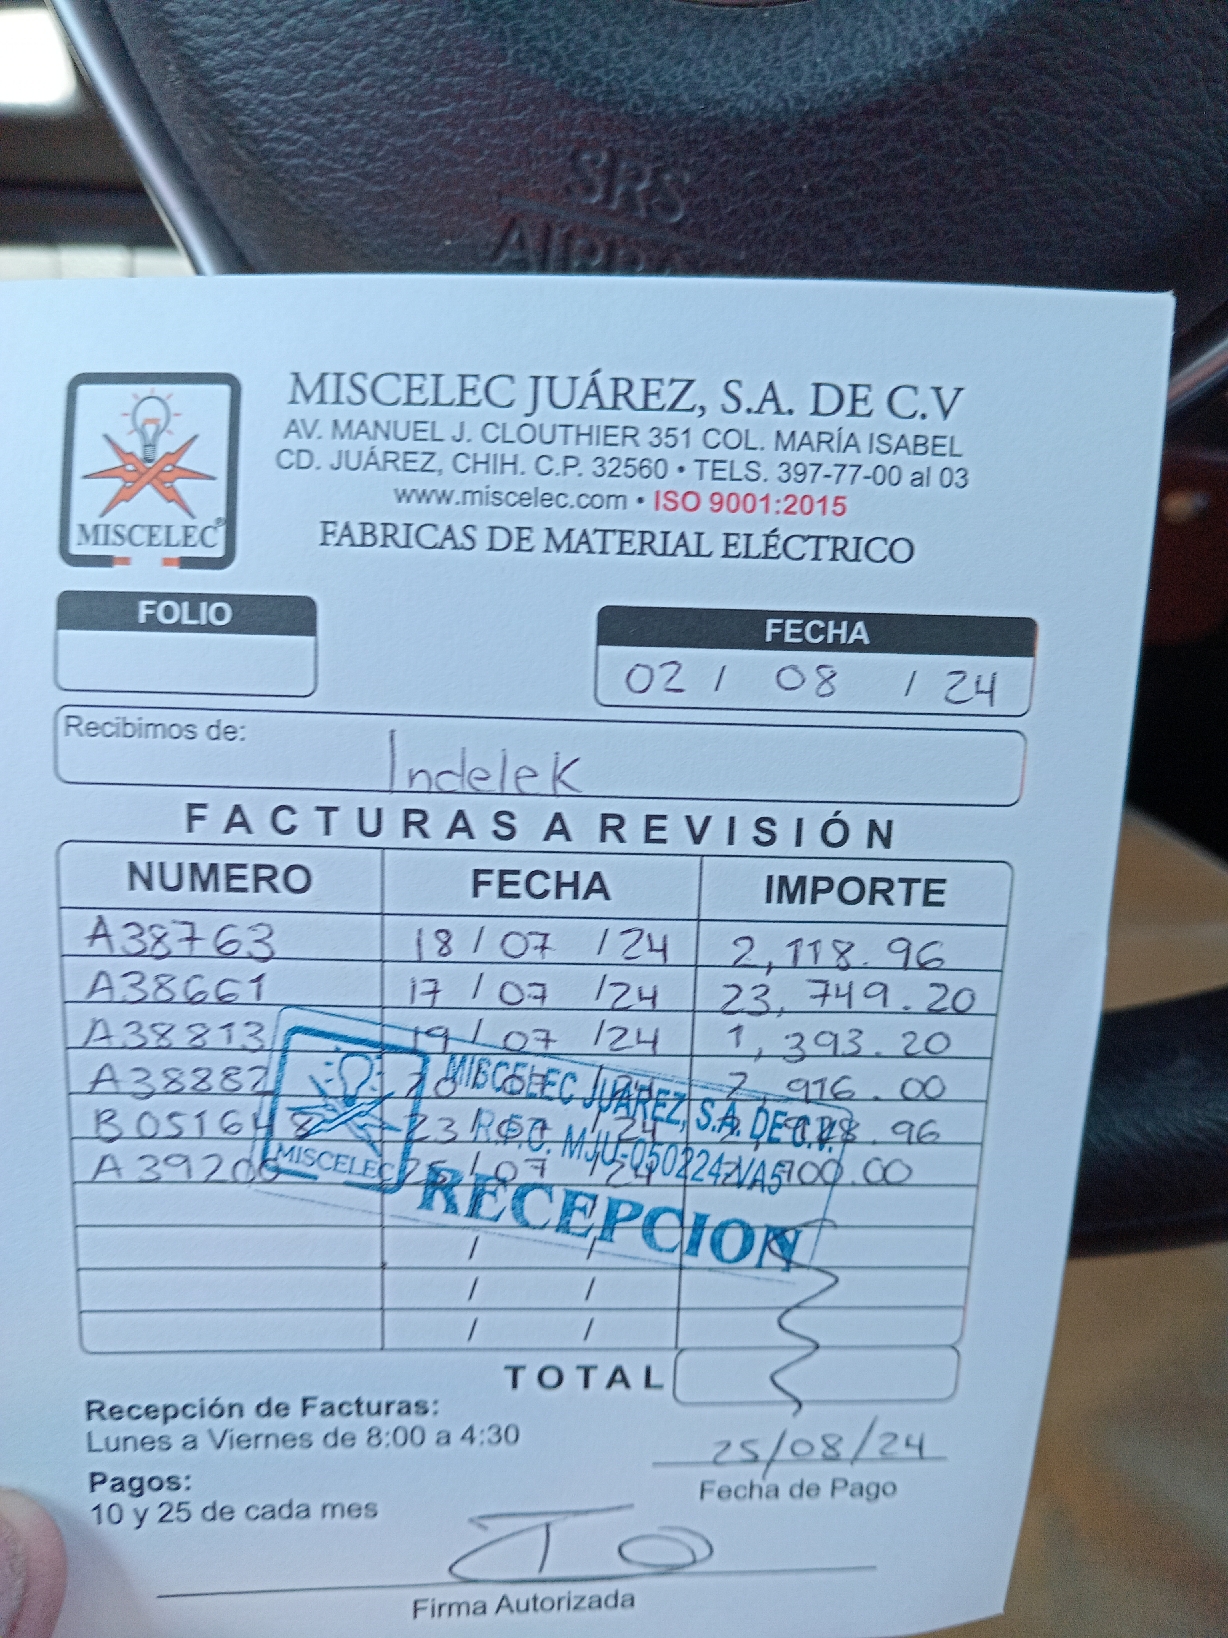 SRS
MISCELEC JUÁREZ, S.A. DE C.V
AV. MANUEL J. CLOUTHIER 351 COL. MARÍA ISABEL
CD. JUÁREZ, CHIH. C.P. 32560 • TELS. 397-77-00 al 03
www.miscelec.com • ISO 9001:2015
FABRICAS DE MATERIAL ELÉCTRICO
MISCELEC®
FOLIO
FECHA
02 / 08 / 24
Recibimos de: Indelek
FACTURAS A REVISIÓN
NUMERO FECHA IMPORTE
A38763 18 / 07 / 24 2,118.96
A38661 17 / 07 / 24 23,749.20
A38813 19 / 07 / 24 1,393.20
A38882 916.00
B05164 23 .96
07 700.00
MISCELEC
MISCELEC JUÁREZ, S.A. DE C.V.
RECEPCION
/ /
/ /
/ /
TOTAL
Recepción de Facturas:
Lunes a Viernes de 8:00 a 4:30
25/08/24
Fecha de Pago
Pagos:
10 y 25 de cada mes
Firma Autorizada